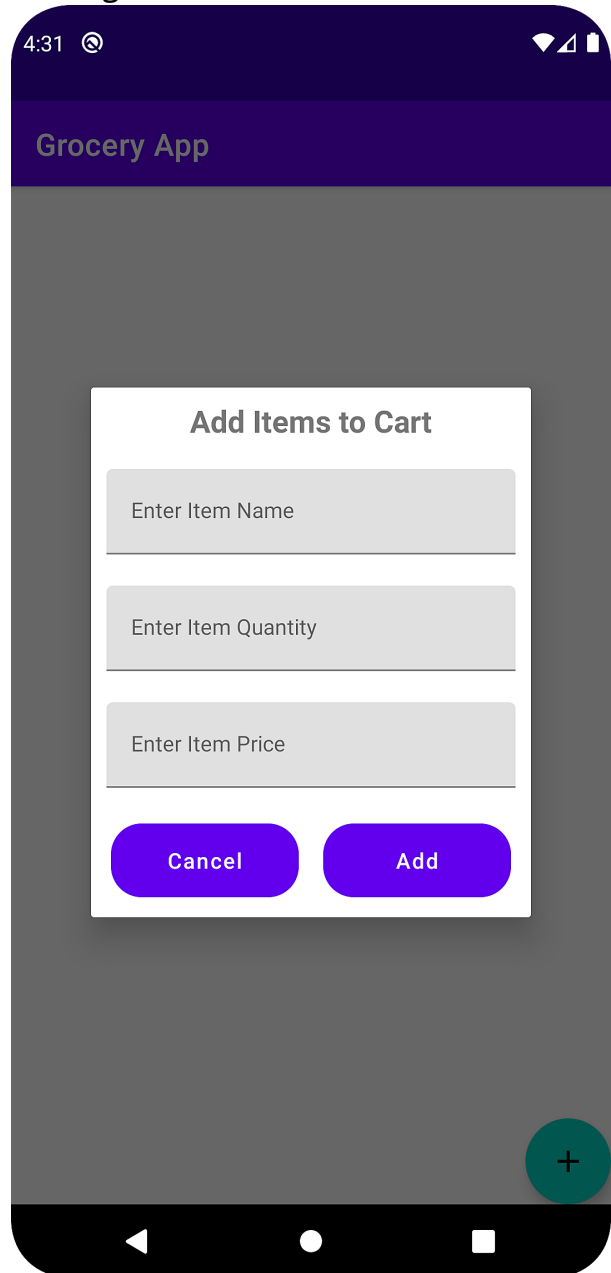 4:31
Grocery App
Add Items to Cart
Enter Item Name
Enter Item Quantity
Enter Item Price
Cancel Add